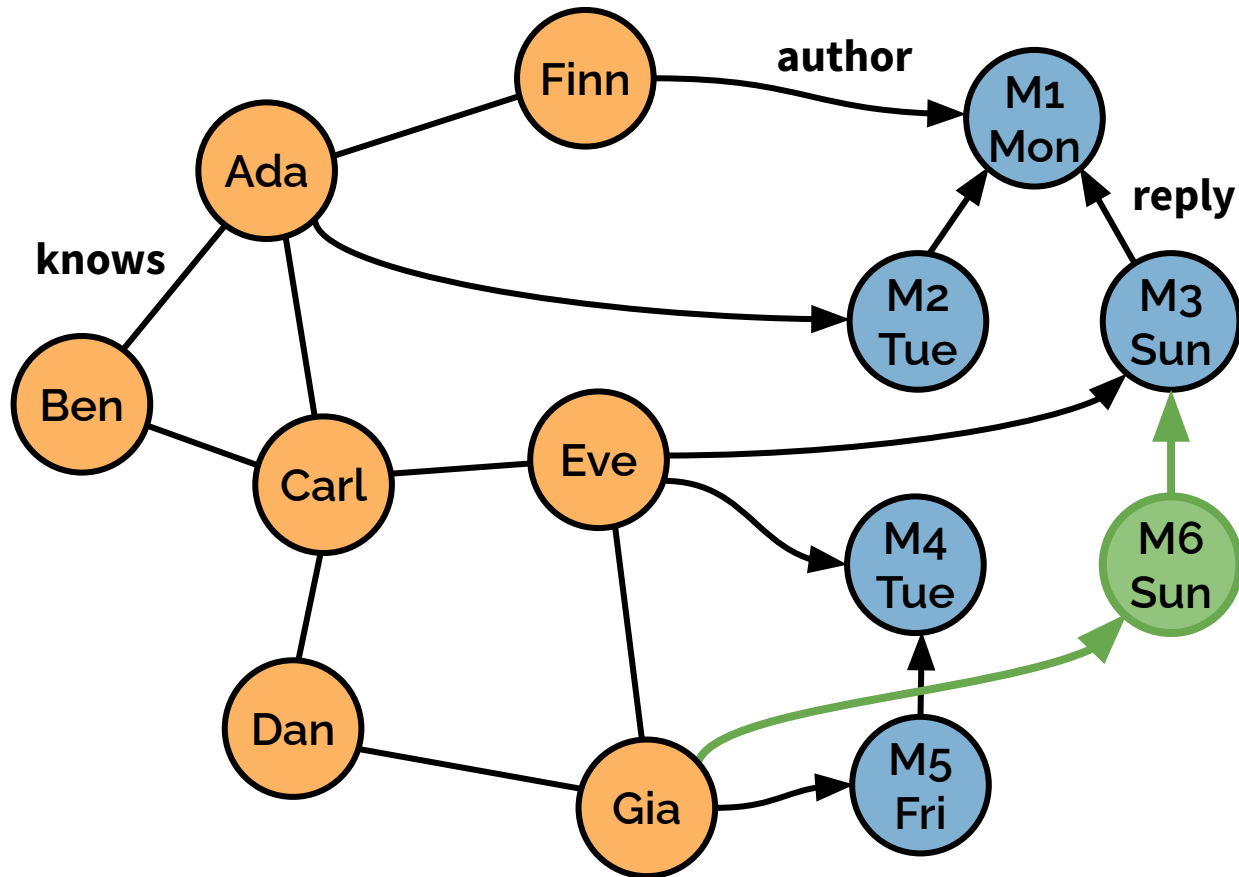 Finn
author
M1
Mon
Ada
reply
knows
M2
Tue
M3
Sun
Ben
Carl
Eve
M4
Tue
M6
Sun
Dan
Gia
M5
Fri